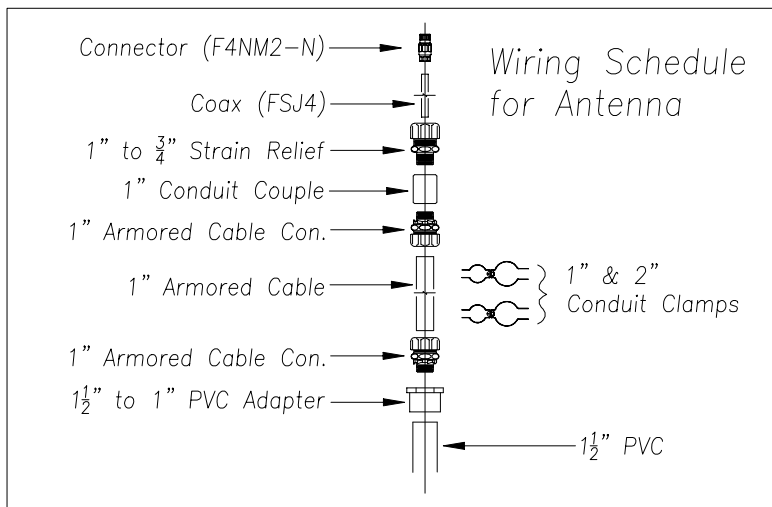 Wiring Schedule
for Antenna
Connector (F4NM2-N)
Coax (FSJ4)
1" to 3/4" Strain Relief
1" Conduit Couple
1" Armored Cable Con.
1" Armored Cable
1" & 2"
Conduit Clamps
1" Armored Cable Con.
1 1/2" to 1" PVC Adapter
1 1/2" PVC